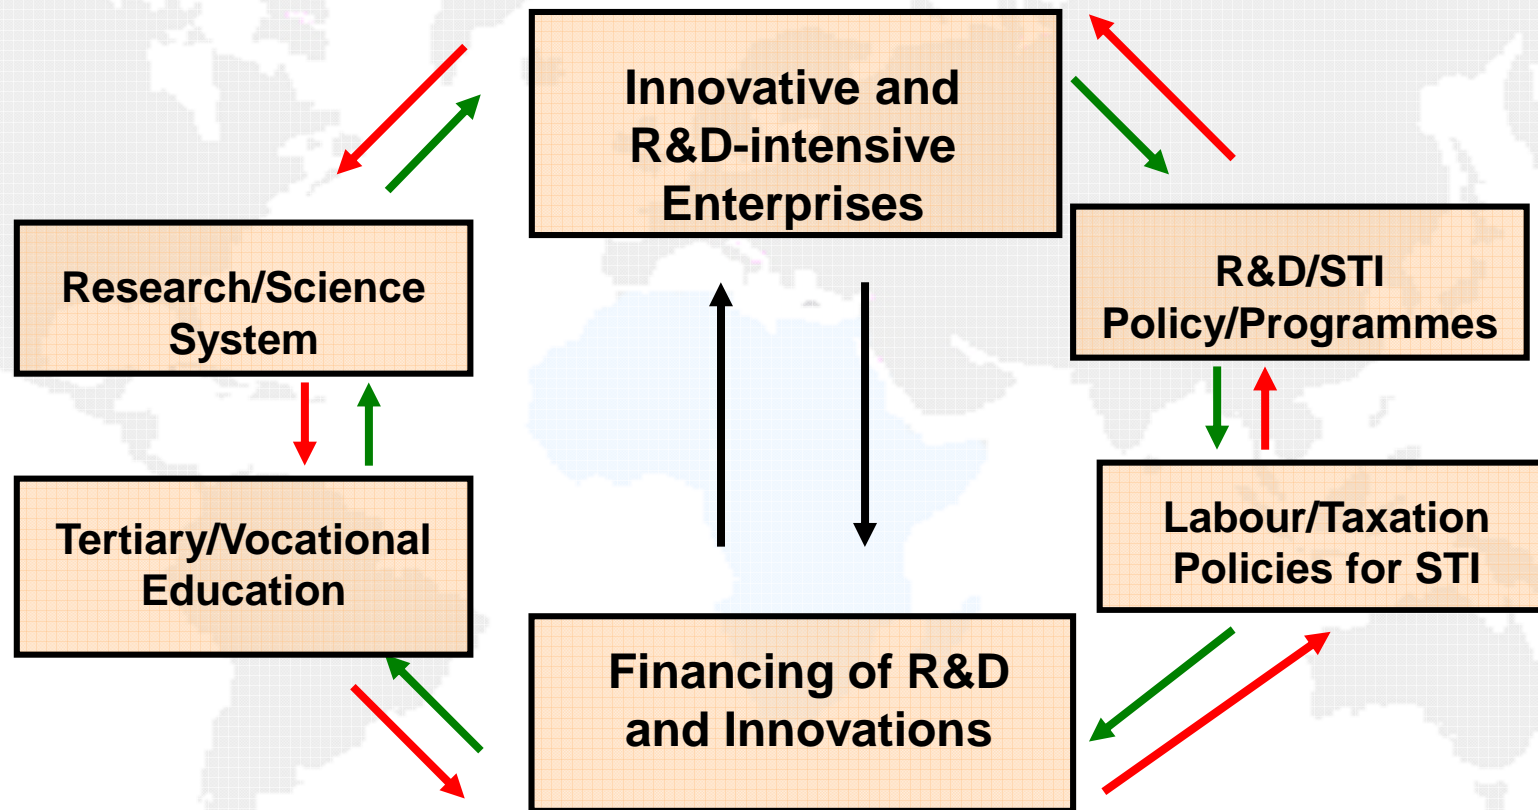 Innovative and
R&D-intensive
Enterprises
Research/Science
System
R&D/STI
Policy/Programmes
Tertiary/Vocational
Education
Labour/Taxation
Policies for STI
Financing of R&D
and Innovations